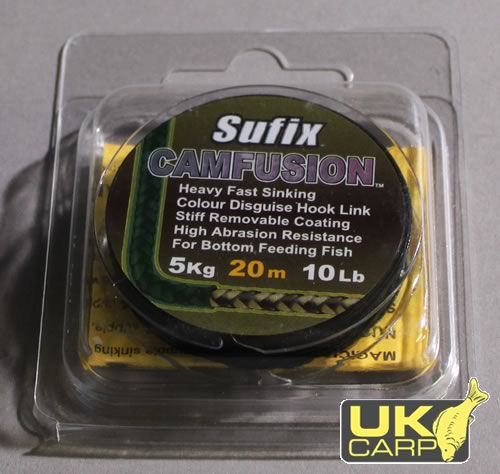 Sufix
CAMFUSION™
Heavy Fast Sinking
Colour Disguise Hook Link
Stiff Removable Coating
High Abrasion Resistance
For Bottom Feeding Fish
5Kg 20m 10Lb
UK
CARP